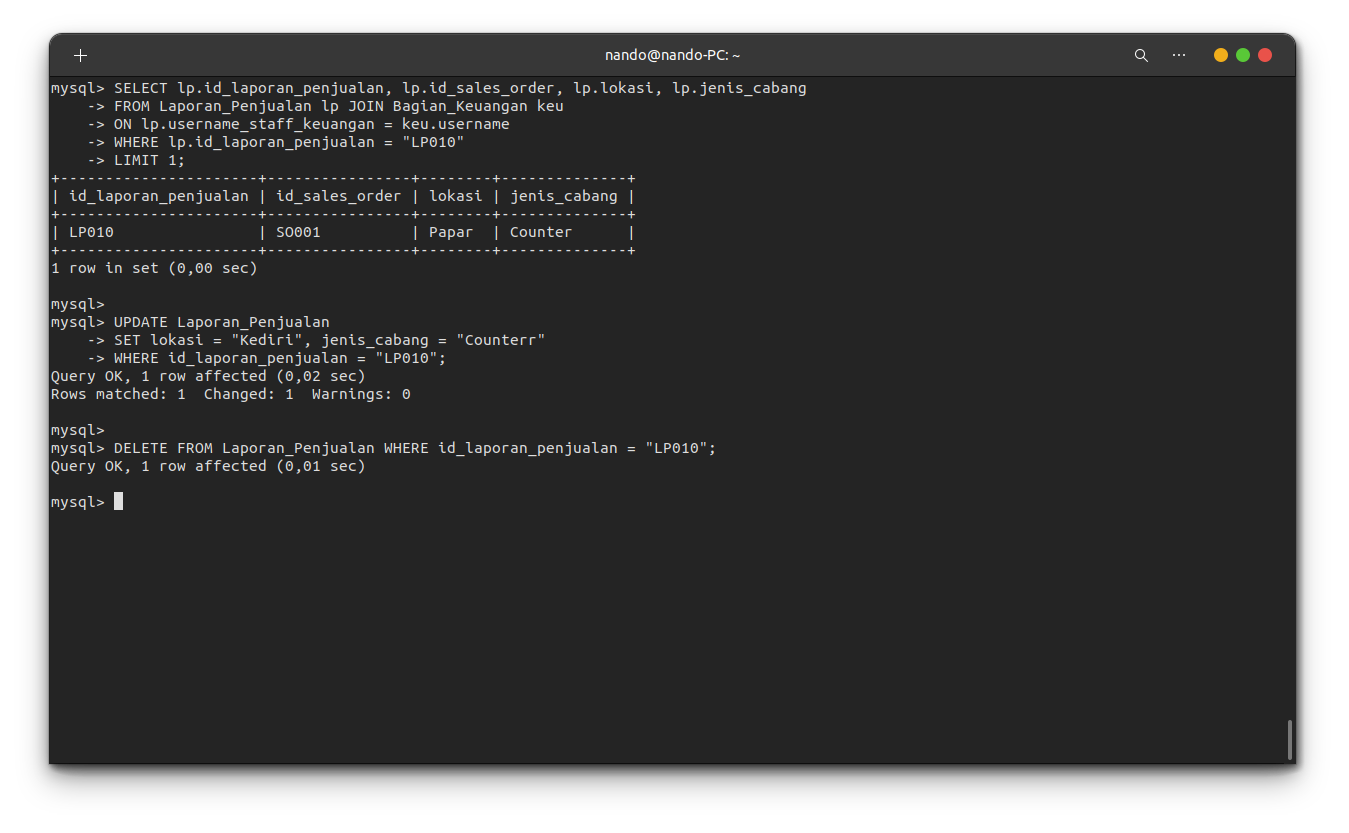 nando@nando-PC: ~
mysql> SELECT lp.id_laporan_penjualan, lp.id_sales_order, lp.lokasi, lp.jenis_cabang
    -> FROM Laporan_Penjualan lp JOIN Bagian_Keuangan keu
    -> ON lp.username_staff_keuangan = keu.username
    -> WHERE lp.id_laporan_penjualan = "LP010"
    -> LIMIT 1;
+----------------------+----------------+--------+--------------+
| id_laporan_penjualan | id_sales_order | lokasi | jenis_cabang |
+----------------------+----------------+--------+--------------+
| LP010                | SO001          | Papar  | Counter      |
+----------------------+----------------+--------+--------------+
1 row in set (0,00 sec)

mysql>
mysql> UPDATE Laporan_Penjualan
    -> SET lokasi = "Kediri", jenis_cabang = "Counterr"
    -> WHERE id_laporan_penjualan = "LP010";
Query OK, 1 row affected (0,02 sec)
Rows matched: 1  Changed: 1  Warnings: 0

mysql>
mysql> DELETE FROM Laporan_Penjualan WHERE id_laporan_penjualan = "LP010";
Query OK, 1 row affected (0,01 sec)

mysql>